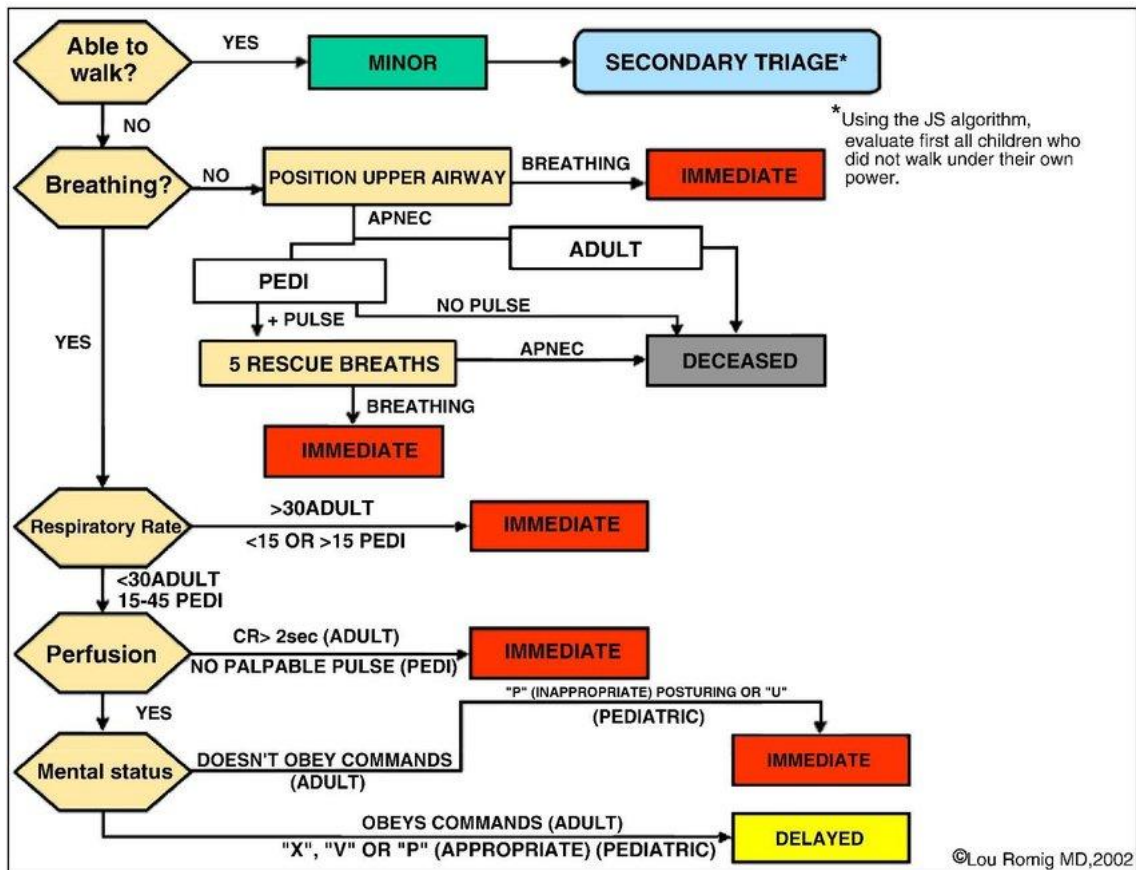 Able to
walk?
YES
MINOR
SECONDARY TRIAGE*
NO
*Using the JS algorithm,
evaluate first all children who
did not walk under their own
power.
Breathing?
NO
POSITION UPPER AIRWAY
BREATHING
IMMEDIATE
APNEC
ADULT
PEDI
NO PULSE
+ PULSE
YES
5 RESCUE BREATHS
APNEC
DECEASED
BREATHING
IMMEDIATE
Respiratory Rate
>30ADULT
<15 OR >15 PEDI
IMMEDIATE
<30ADULT
15-45 PEDI
Perfusion
CR> 2sec (ADULT)
NO PALPABLE PULSE (PEDI)
IMMEDIATE
YES
"P" (INAPPROPRIATE) POSTURING OR "U"
(PEDIATRIC)
Mental status
DOESN'T OBEY COMMANDS
(ADULT)
IMMEDIATE
OBEYS COMMANDS (ADULT)
"X", "V" OR "P" (APPROPRIATE) (PEDIATRIC)
DELAYED
©Lou Romig MD,2002